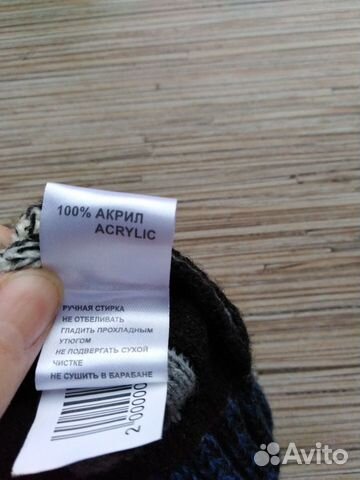 100% АКРИЛ
ACRYLIC
РУЧНАЯ СТИРКА
НЕ ОТБЕЛИВАТЬ
ГЛАДИТЬ ПРОХЛАДНЫМ
УТЮГОМ
НЕ ПОДВЕРГАТЬ СУХОЙ
ЧИСТКЕ
НЕ СУШИТЬ В БАРАБАНЕ
2 00000
Avito